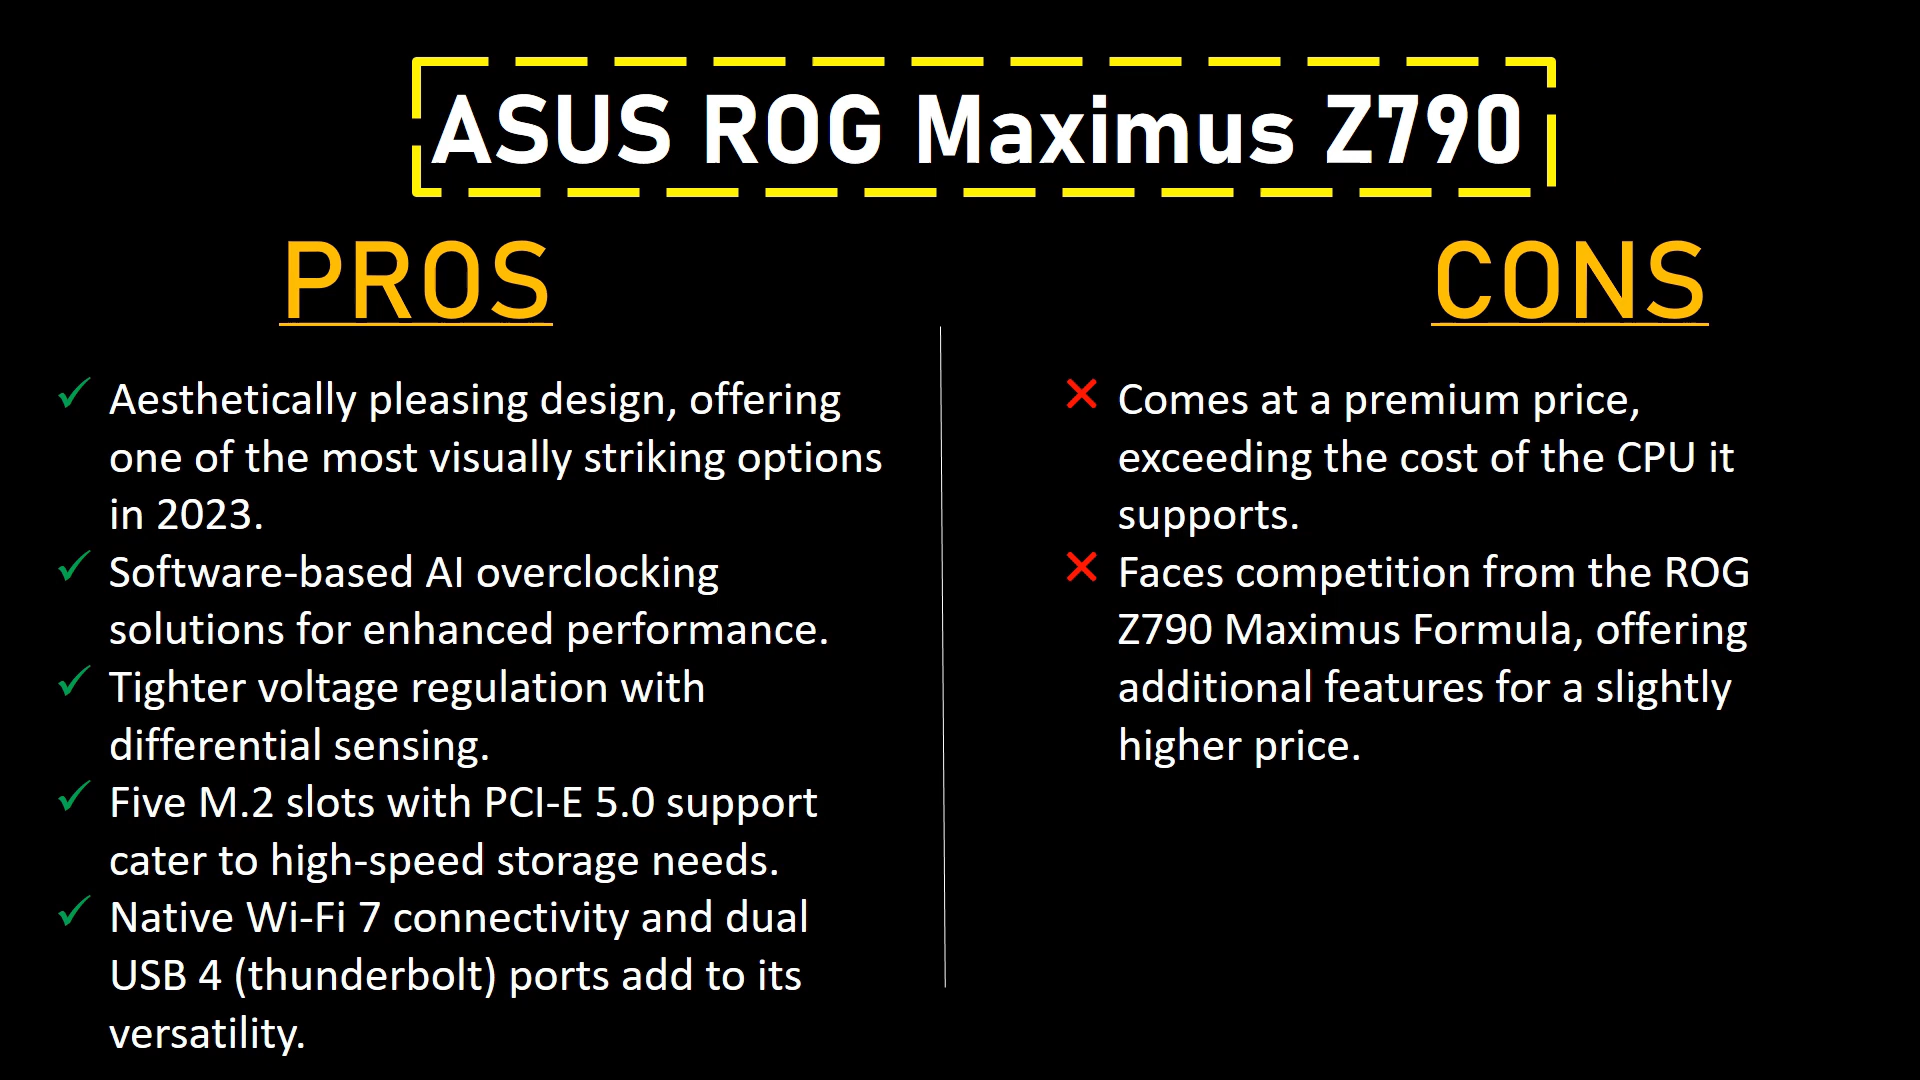 ASUS ROG Maximus Z790
PROS
Aesthetically pleasing design, offering
one of the most visually striking options
in 2023.
Software-based AI overclocking
solutions for enhanced performance.
Tighter voltage regulation with
differential sensing.
Five M.2 slots with PCI-E 5.0 support
cater to high-speed storage needs.
Native Wi-Fi 7 connectivity and dual
USB 4 (thunderbolt) ports add to its
versatility.
CONS
Comes at a premium price,
exceeding the cost of the CPU it
supports.
Faces competition from the ROG
Z790 Maximus Formula, offering
additional features for a slightly
higher price.